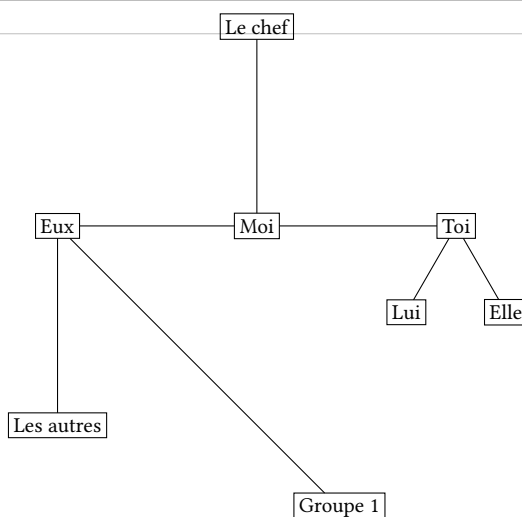 Le chef
Eux
Moi
Toi
Lui
Elle
Les autres
Groupe 1